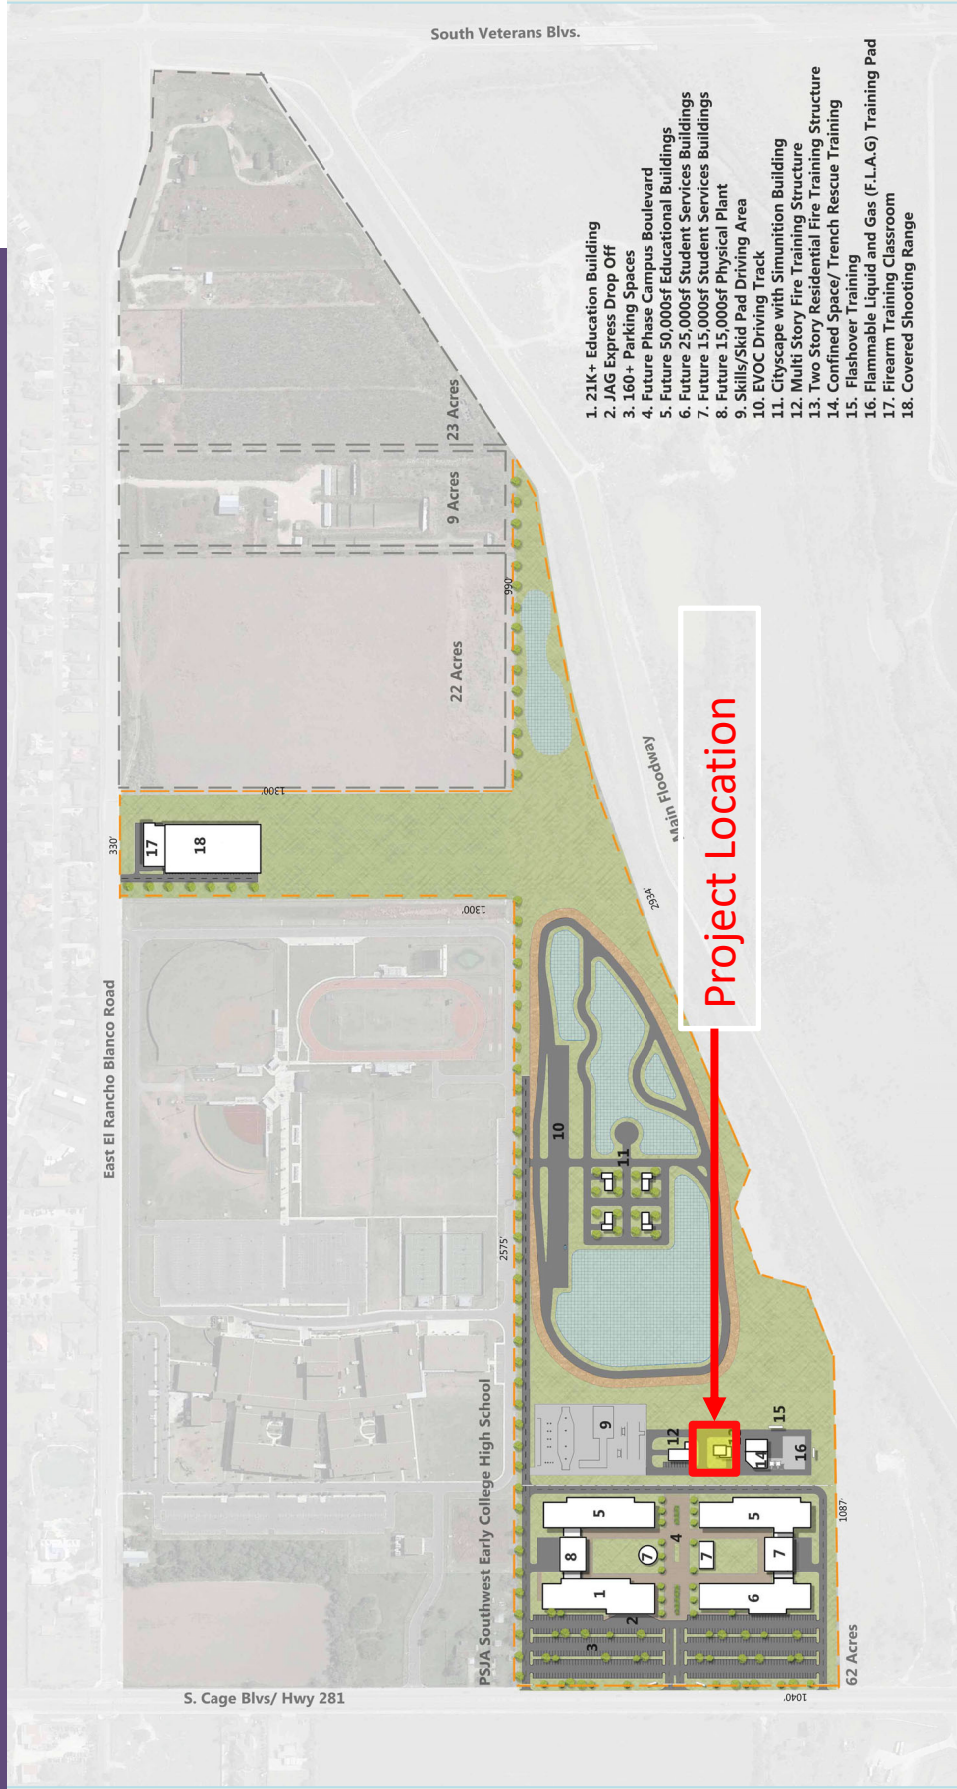 South Veterans Blvs.
1. 21K+ Education Building
2. JAG Express Drop Off
3. 160+ Parking Spaces
4. Future Phase Campus Boulevard
5. Future 50,000sf Educational Buildings
6. Future 25,000sf Student Services Buildings
7. Future 15,000sf Student Services Buildings
8. Future 15,000sf Physical Plant
9. Skills/Skid Pad Driving Area
10. EVOC Driving Track
11. Cityscape with Simunition Building
12. Multi Story Fire Training Structure
13. Two Story Residential Fire Training Structure
14. Confined Space/ Trench Rescue Training
15. Flashover Training
16. Flammable Liquid and Gas (F.L.A.G) Training Pad
17. Firearm Training Classroom
18. Covered Shooting Range
23 Acres
9 Acres
22 Acres
990'
1300'
330'
17
18
1300'
2934'
Main Floodway
Project Location
East El Rancho Blanco Road
10
11
2575'
PSJA Southwest Early College High School
9
12
13
14
15
16
5
5
4
8
7
7
7
1
6
2
3
1087'
1040'
62 Acres
S. Cage Blvs/ Hwy 281